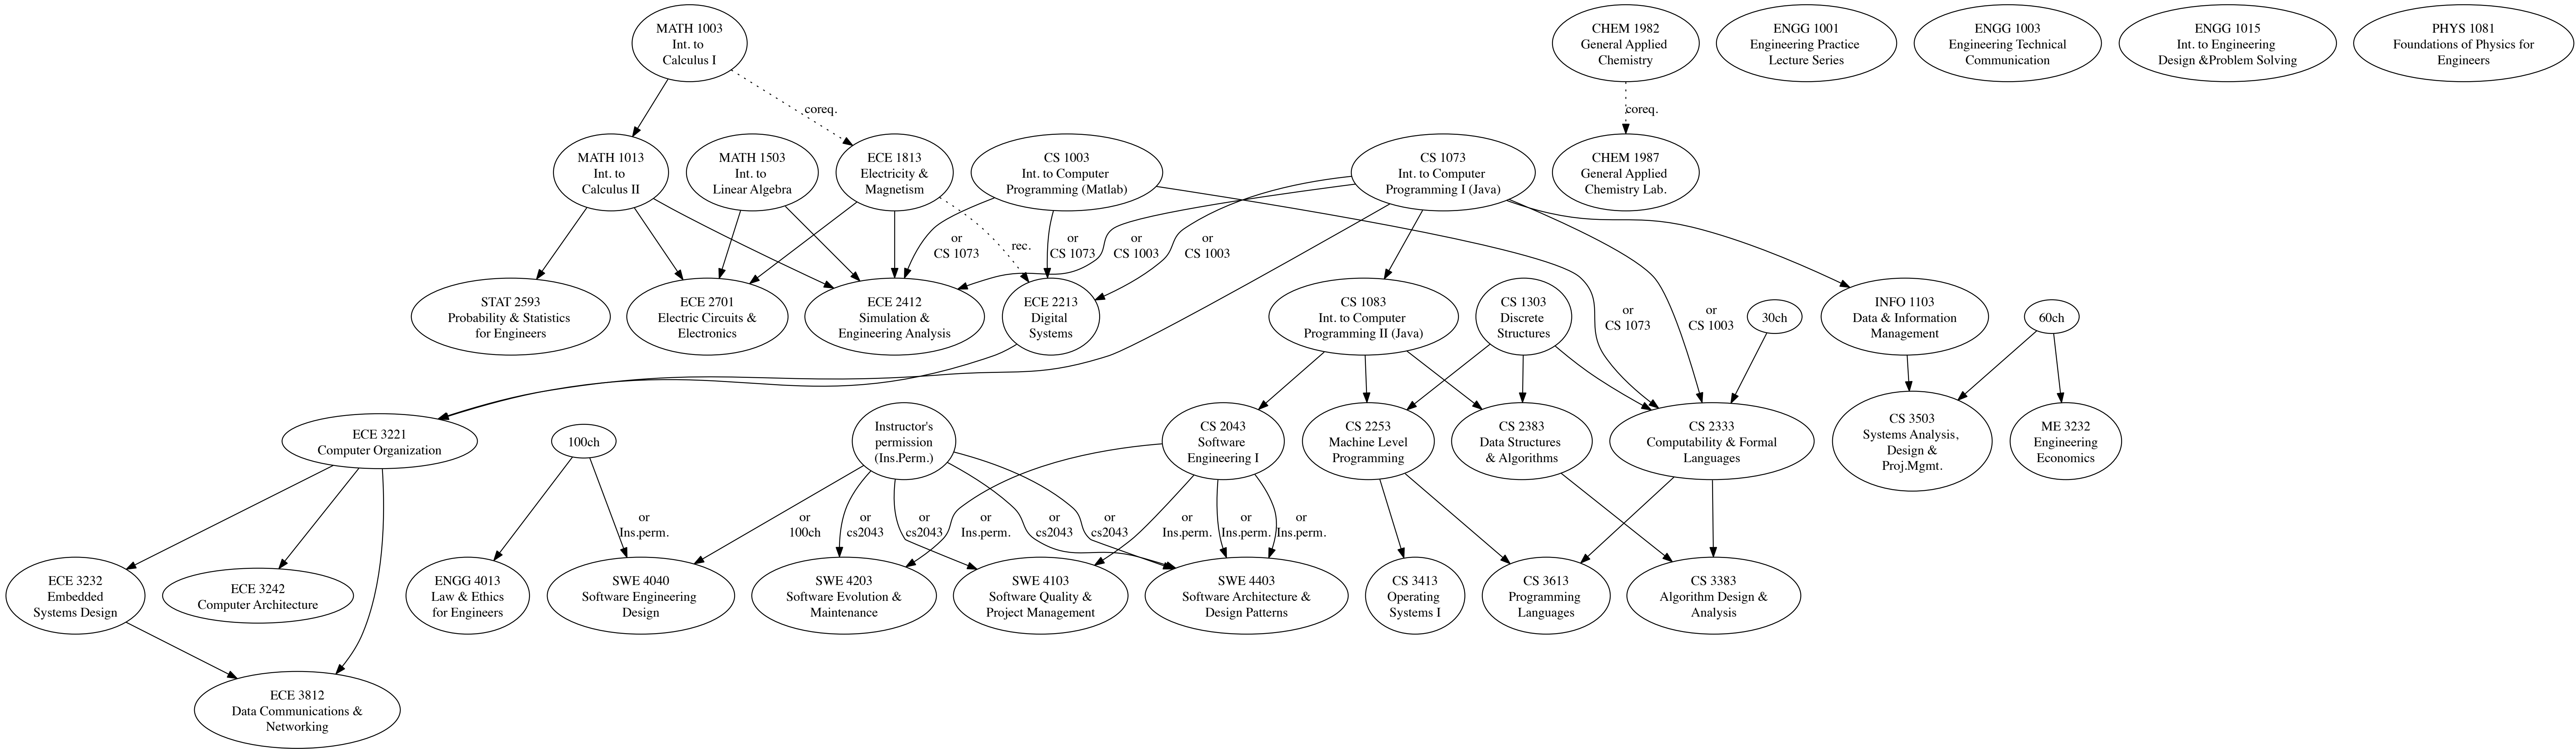 MATH 1003
Int. to
Calculus I
CHEM 1982
General Applied
Chemistry
ENGG 1001
Engineering Practice
Lecture Series
ENGG 1003
Engineering Technical
Communication
ENGG 1015
Int. to Engineering
Design &Problem Solving
PHYS 1081
Foundations of Physics for
Engineers
coreq.
coreq.
MATH 1013
Int. to
Calculus II
MATH 1503
Int. to
Linear Algebra
ECE 1813
Electricity &
Magnetism
CS 1003
Int. to Computer
Programming (Matlab)
CS 1073
Int. to Computer
Programming I (Java)
CHEM 1987
General Applied
Chemistry Lab.
or
CS 1073
rec.
or
CS 1073
or
CS 1003
or
CS 1003
STAT 2593
Probability & Statistics
for Engineers
ECE 2701
Electric Circuits &
Electronics
ECE 2412
Simulation &
Engineering Analysis
ECE 2213
Digital
Systems
CS 1083
Int. to Computer
Programming II (Java)
CS 1303
Discrete
Structures
or
CS 1073
or
CS 1003
30ch
INFO 1103
Data & Information
Management
60ch
ECE 3221
Computer Organization
100ch
Instructor's
permission
(Ins.Perm.)
CS 2043
Software
Engineering I
CS 2253
Machine Level
Programming
CS 2383
Data Structures
& Algorithms
CS 2333
Computability & Formal
Languages
CS 3503
Systems Analysis,
Design &
Proj.Mgmt.
ME 3232
Engineering
Economics
or
Ins.perm.
or
100ch
or
cs2043
or
cs2043
or
Ins.perm.
or
cs2043
or
cs2043
or
Ins.perm.
or
Ins.perm.
or
Ins.perm.
ECE 3232
Embedded
Systems Design
ECE 3242
Computer Architecture
ENGG 4013
Law & Ethics
for Engineers
SWE 4040
Software Engineering
Design
SWE 4203
Software Evolution &
Maintenance
SWE 4103
Software Quality &
Project Management
SWE 4403
Software Architecture &
Design Patterns
CS 3413
Operating
Systems I
CS 3613
Programming
Languages
CS 3383
Algorithm Design &
Analysis
ECE 3812
Data Communications &
Networking